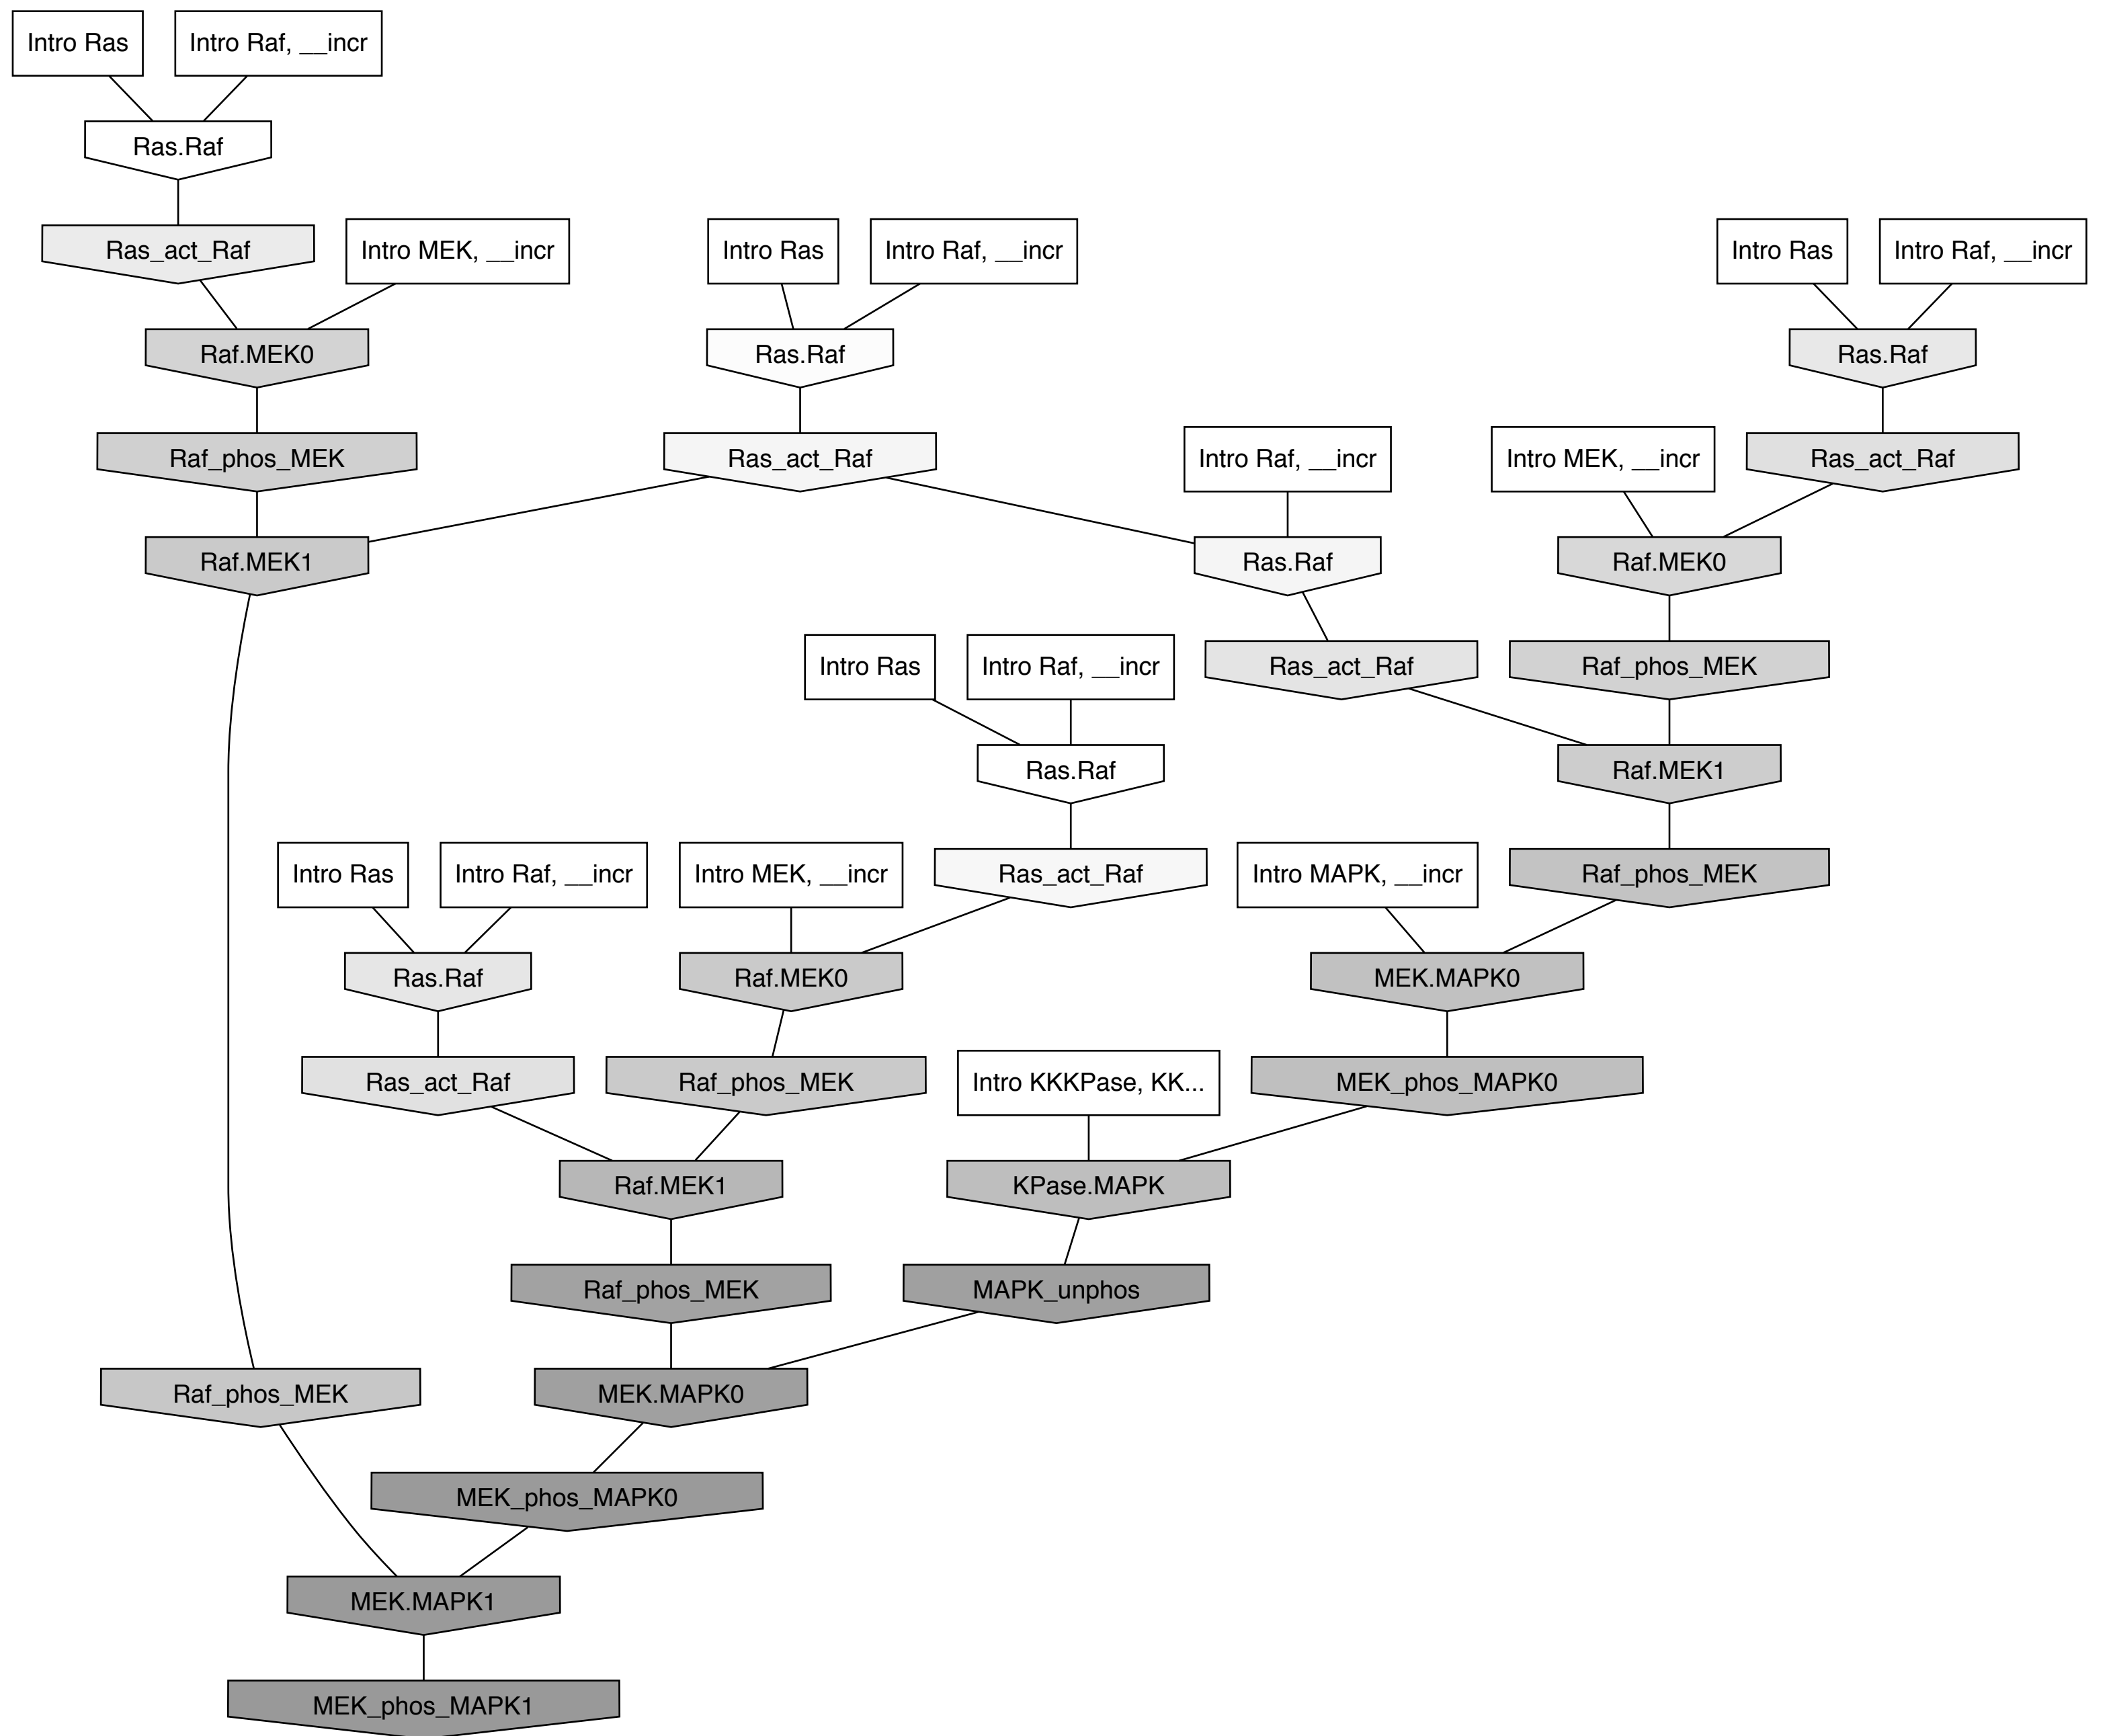 Intro Ras
Intro Raf, __incr
Ras.Raf
Ras_act_Raf
Intro MEK, __incr
Intro Ras
Intro Raf, __incr
Intro Ras
Intro Raf, __incr
Raf.MEK0
Ras.Raf
Ras.Raf
Raf_phos_MEK
Ras_act_Raf
Intro Raf, __incr
Intro MEK, __incr
Ras_act_Raf
Raf.MEK1
Ras.Raf
Raf.MEK0
Intro Ras
Intro Raf, __incr
Ras_act_Raf
Raf_phos_MEK
Ras.Raf
Raf.MEK1
Intro Ras
Intro Raf, __incr
Intro MEK, __incr
Ras_act_Raf
Intro MAPK, __incr
Raf_phos_MEK
Ras.Raf
Raf.MEK0
MEK.MAPK0
Ras_act_Raf
Raf_phos_MEK
Intro KKKPase, KK...
MEK_phos_MAPK0
Raf.MEK1
KPase.MAPK
Raf_phos_MEK
MAPK_unphos
Raf_phos_MEK
MEK.MAPK0
MEK_phos_MAPK0
MEK.MAPK1
MEK_phos_MAPK1